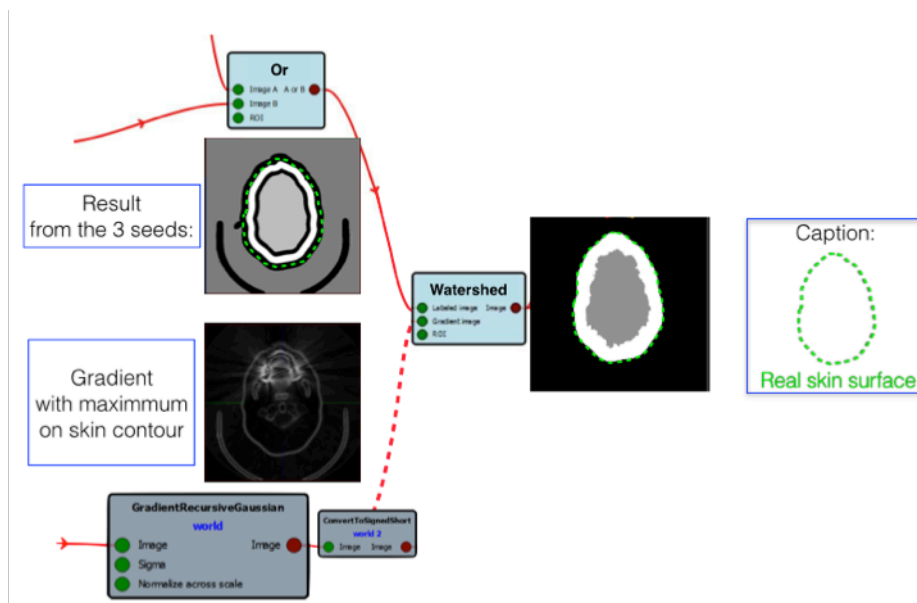 Or
Image A A or B
Image B
ROI
Result
from the 3 seeds:
Watershed
Labeled image Image
Gradient image
ROI
Caption:
Real skin surface
Gradient
with maximmum
on skin contour
GradientRecursiveGaussian
world
Image Image
Sigma
Normalize across scale
ConvertToSignedShort
world 2
Image Image